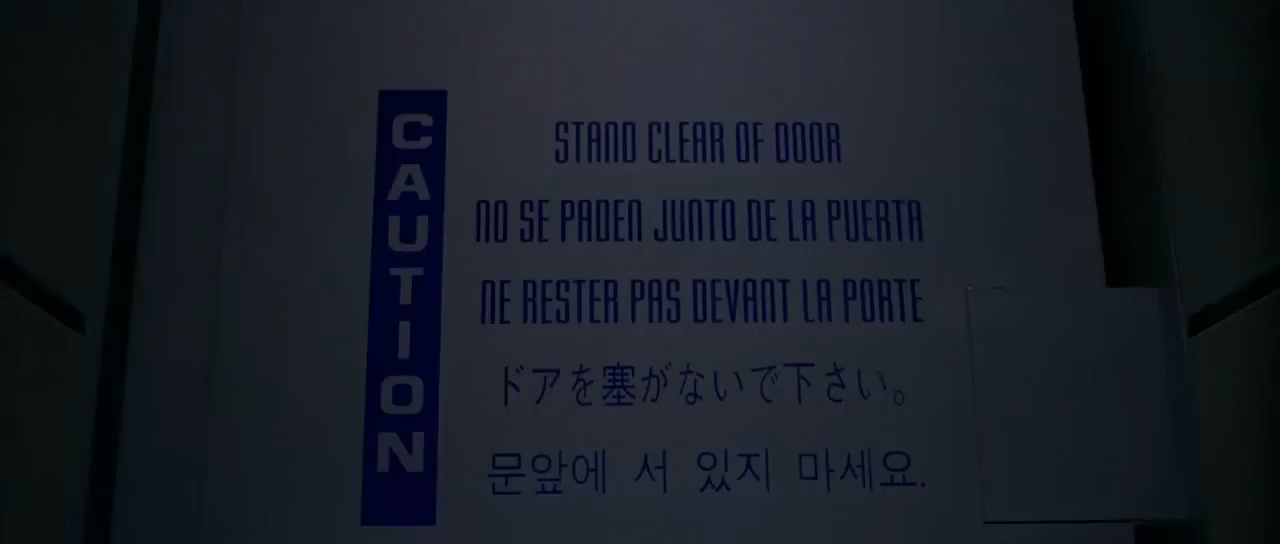 CAUTION
STAND CLEAR OF DOOR
NO SE PADEN JUNTO DE LA PUERTA
NE RESTER PAS DEVANT LA PORTE
ドアを塞がないで下さい。
문앞에 서 있지 마세요.